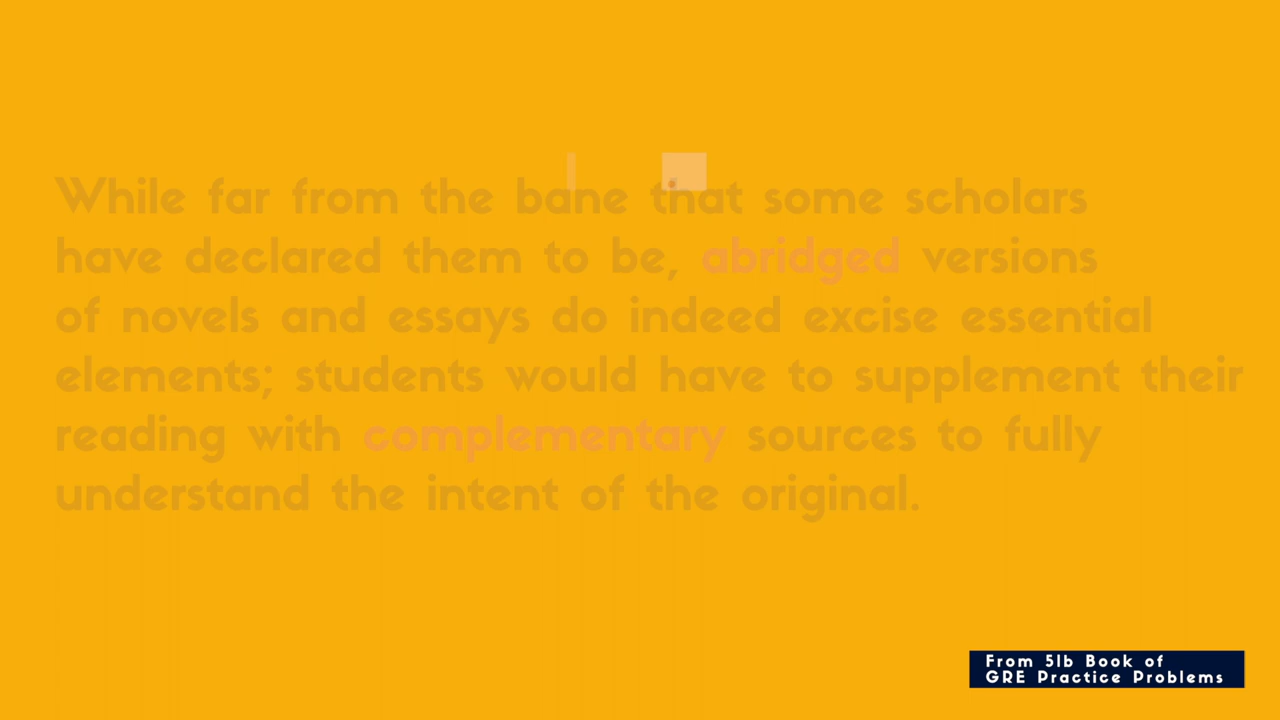 While far from the bane that some scholars
have declared them to be, abridged versions
of novels and essays do indeed excise essential
elements; students would have to supplement their
reading with complementary sources to fully
understand the intent of the original.
From 5lb Book of
GRE Practice Problems